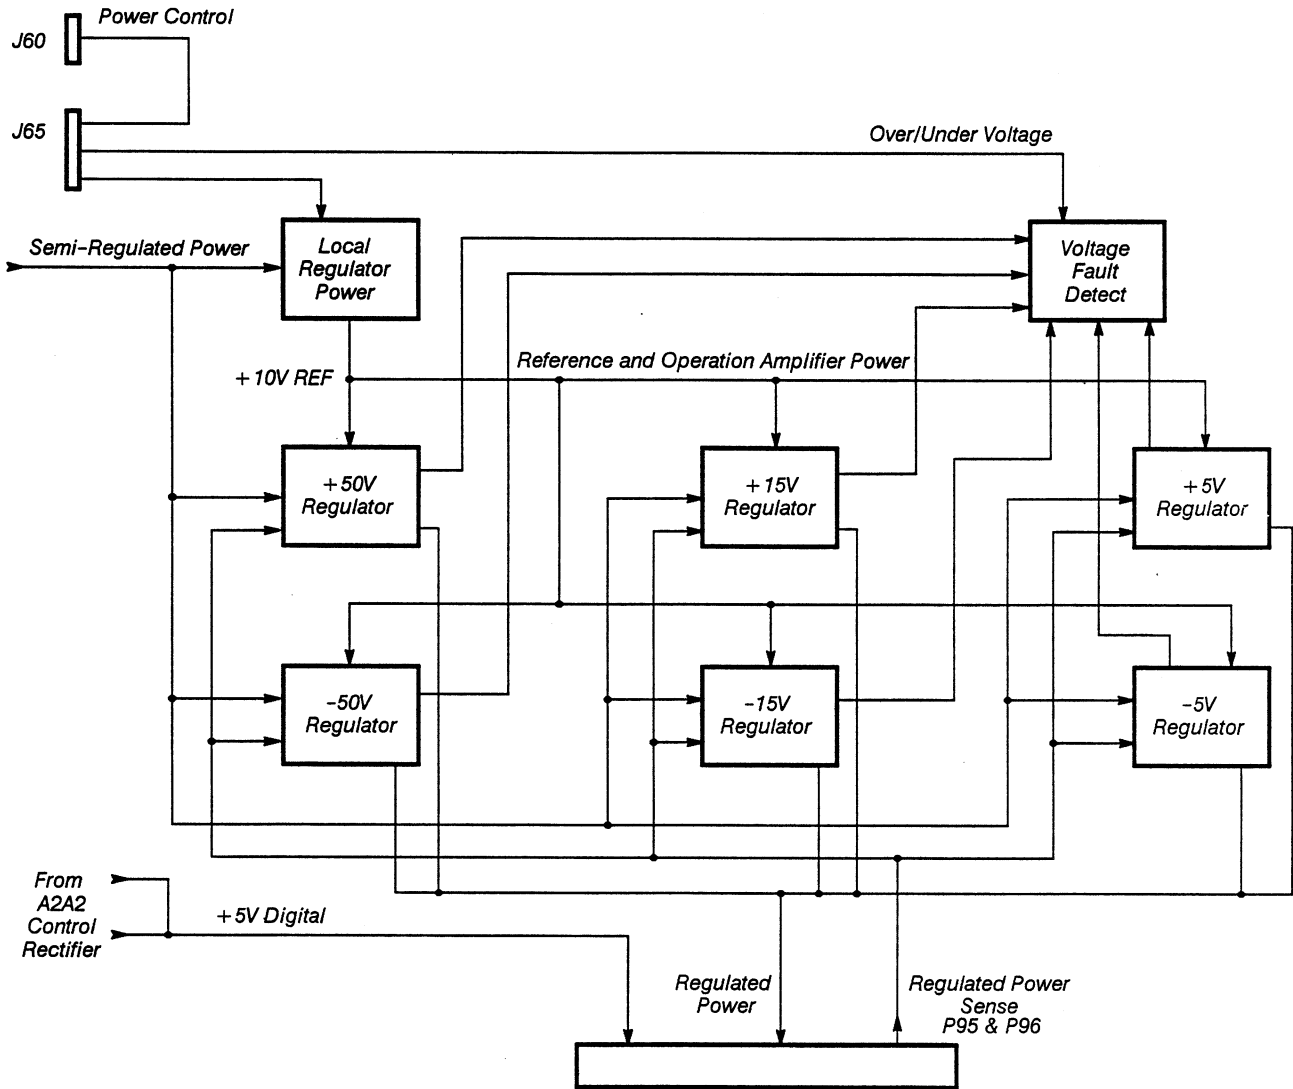 Power Control
J60
J65
Over/Under Voltage
Semi-Regulated Power
Local
Regulator
Power
Voltage
Fault
Detect
+10V REF
Reference and Operation Amplifier Power
+50V
Regulator
+15V
Regulator
+5V
Regulator
-50V
Regulator
-15V
Regulator
-5V
Regulator
From
A2A2
Control
Rectifier
+5V Digital
Regulated
Power
Regulated Power
Sense
P95 & P96